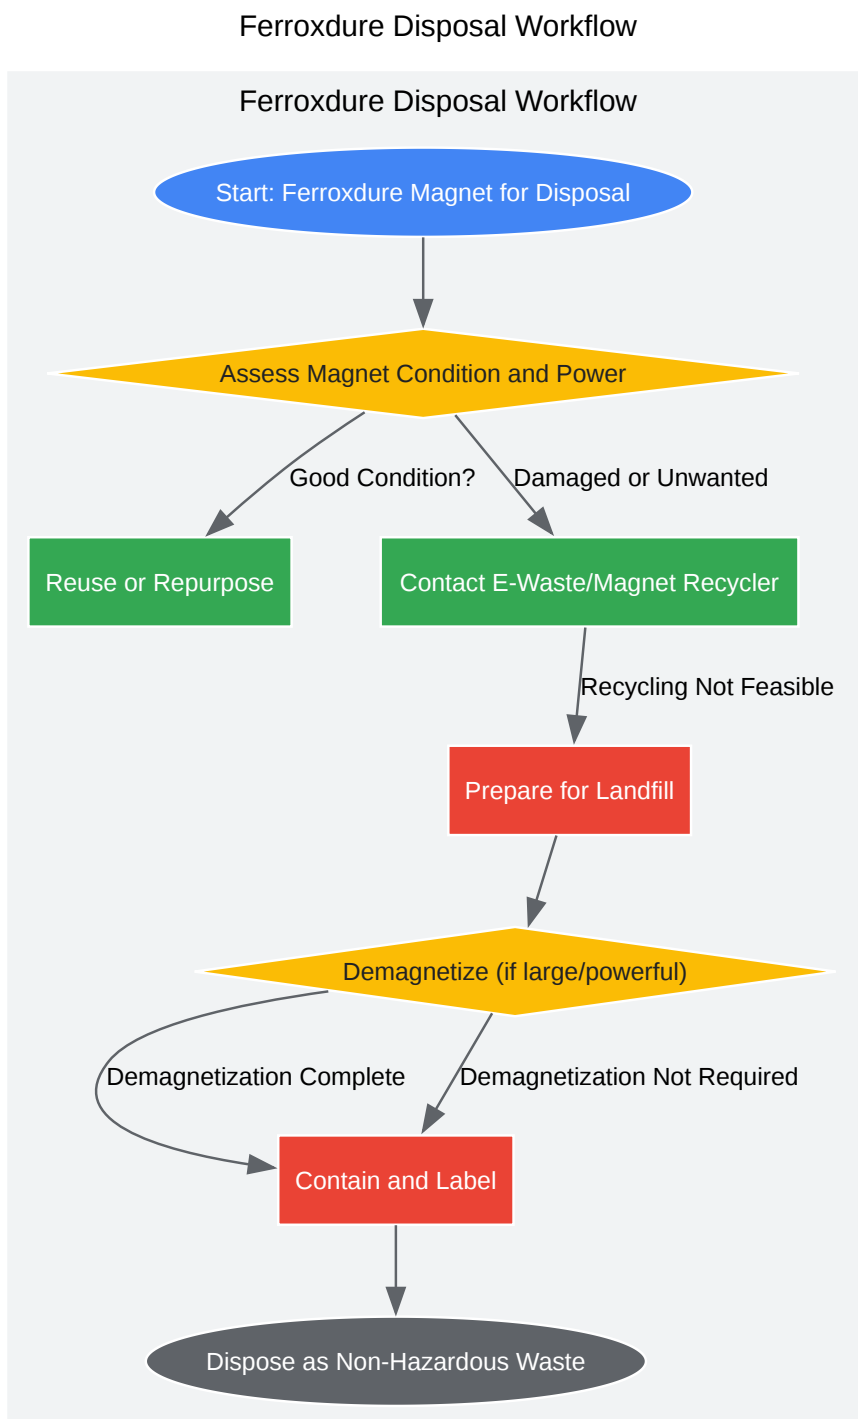 Ferroxdure Disposal Workflow
Ferroxdure Disposal Workflow
Start: Ferroxdure Magnet for Disposal
Assess Magnet Condition and Power
Good Condition?
Damaged or Unwanted
Reuse or Repurpose
Contact E-Waste/Magnet Recycler
Recycling Not Feasible
Prepare for Landfill
Demagnetize (if large/powerful)
Demagnetization Complete
Demagnetization Not Required
Contain and Label
Dispose as Non-Hazardous Waste